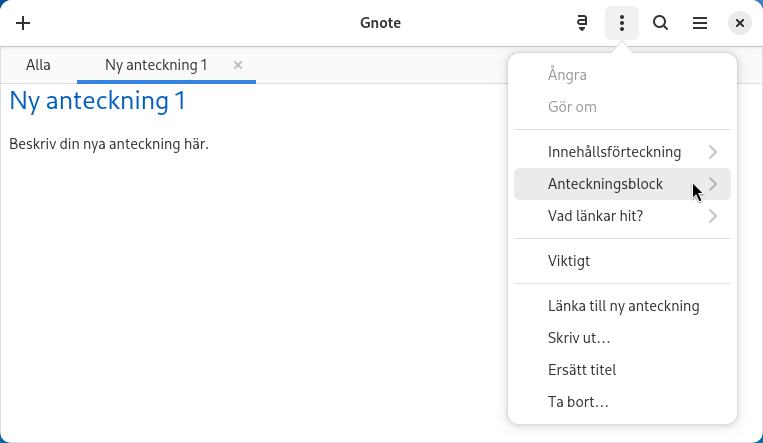 Gnote
a
Alla
Ny anteckning 1
Ny anteckning 1
Beskriv din nya anteckning här.
Ångra
Gör om
Innehållsförteckning
Anteckningsblock
Vad länkar hit?
Viktigt
Länka till ny anteckning
Skriv ut…
Ersätt titel
Ta bort…